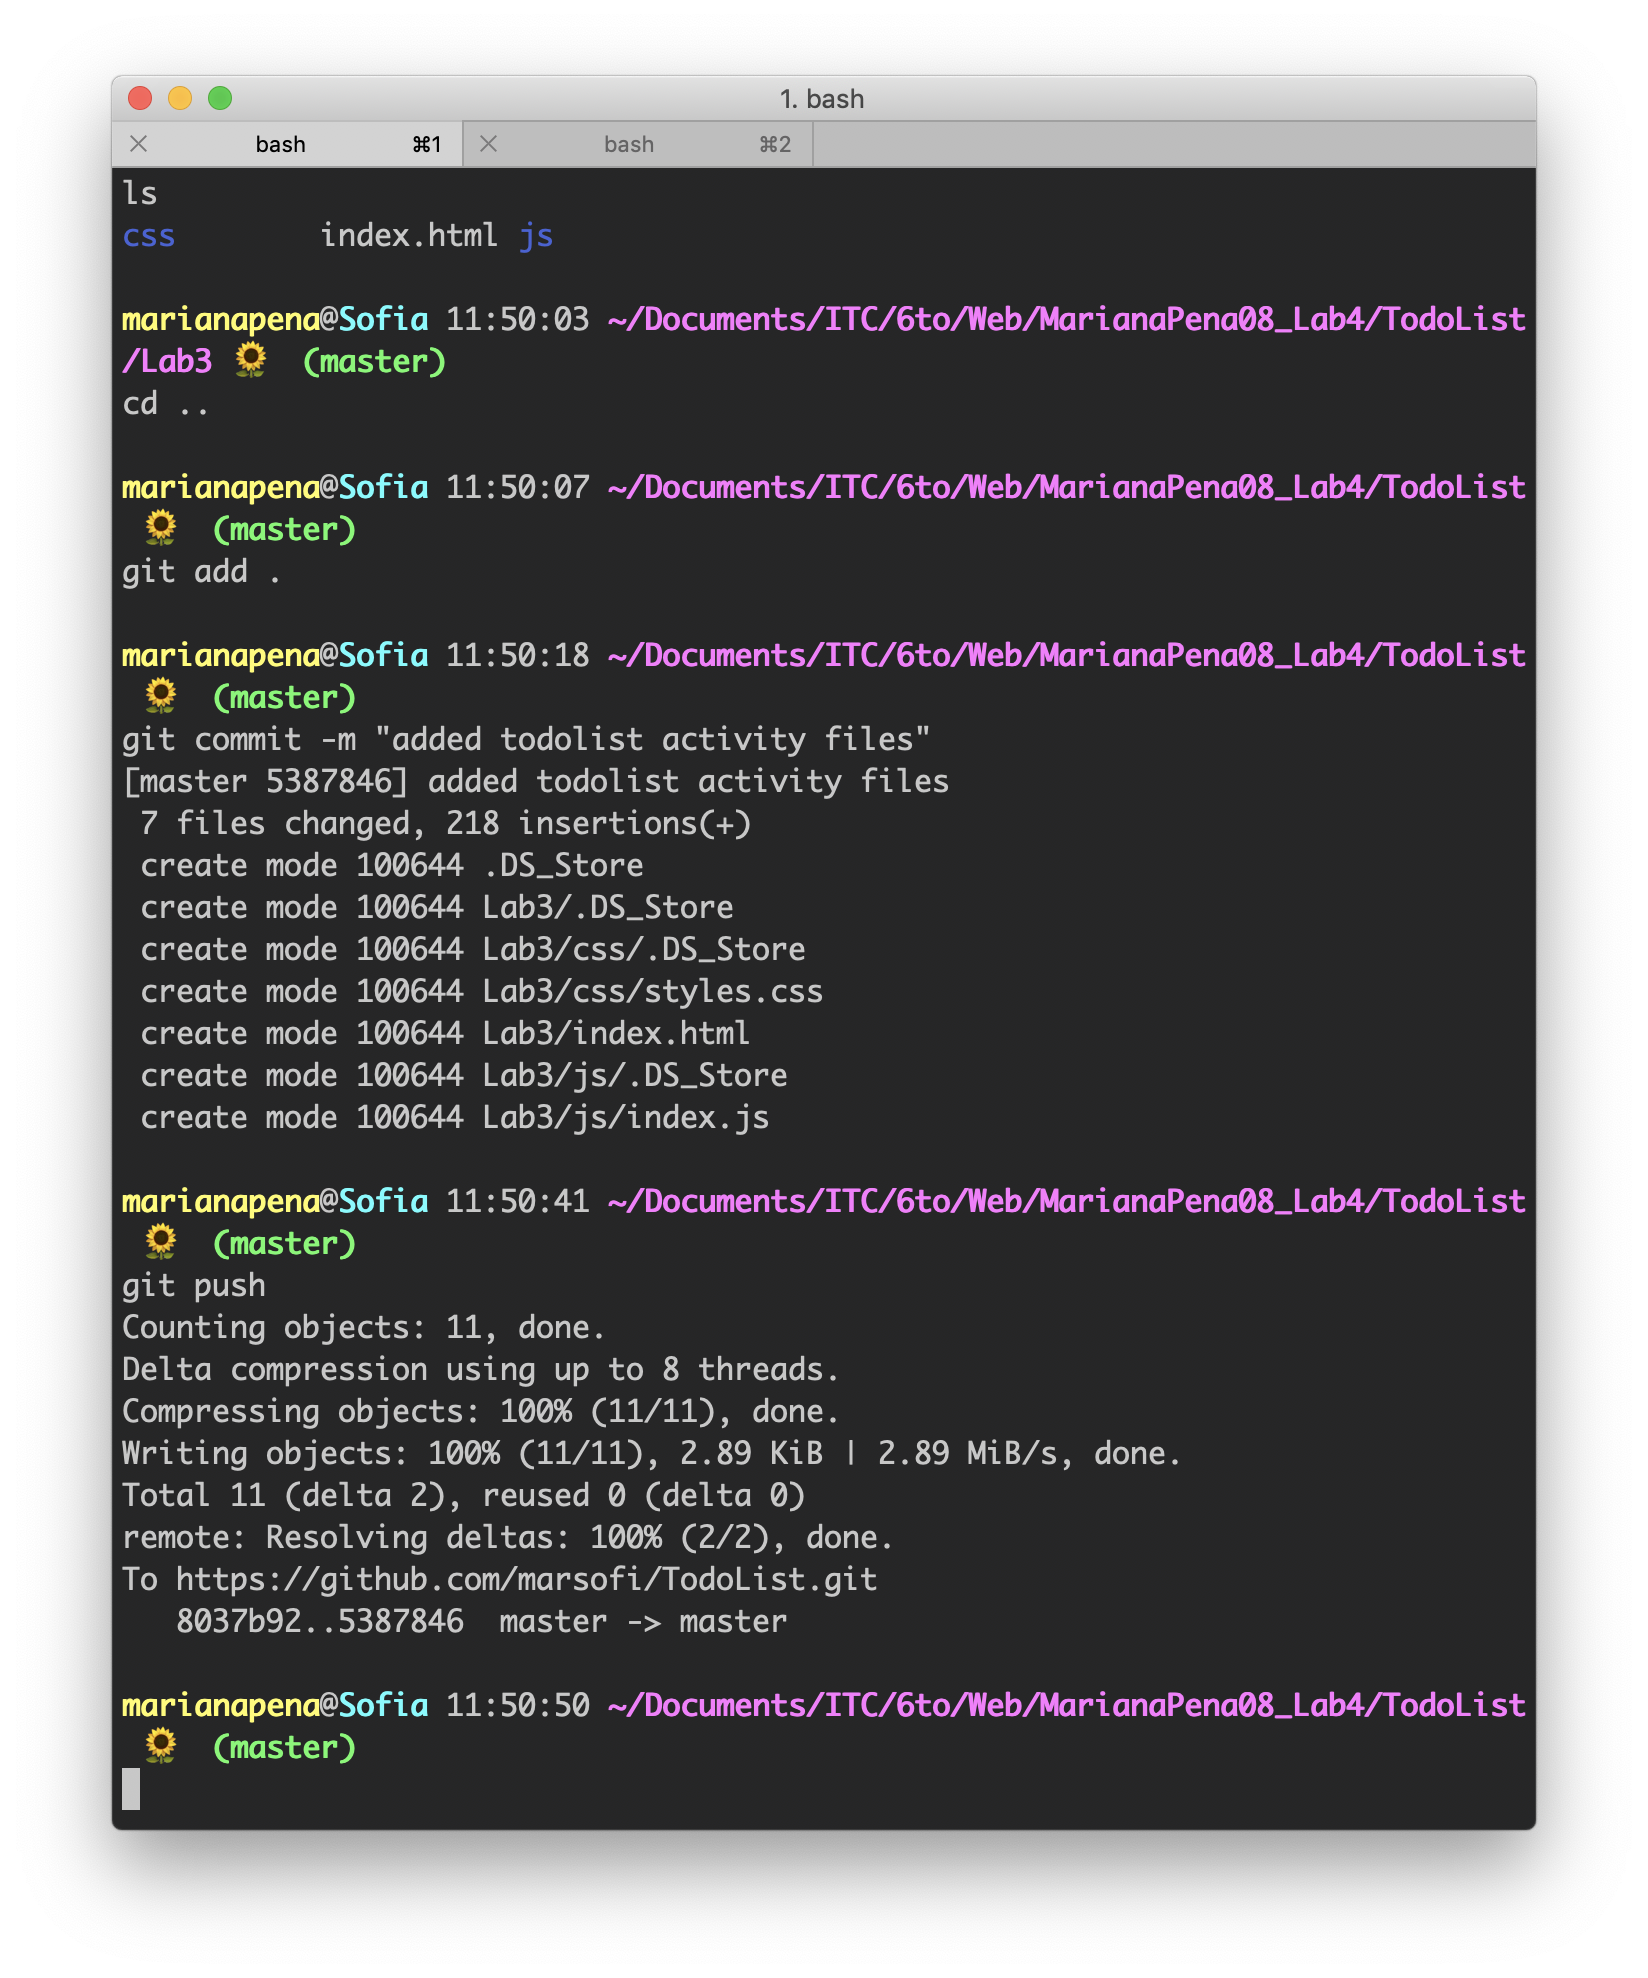 1. bash
bash ⌘1 bash ⌘2
ls
css index.html js
marianapena@Sofia 11:50:03 ~/Documents/ITC/6to/Web/MarianaPena08_Lab4/TodoList
/Lab3 🌻 (master)
cd ..
marianapena@Sofia 11:50:07 ~/Documents/ITC/6to/Web/MarianaPena08_Lab4/TodoList
🌻 (master)
git add .
marianapena@Sofia 11:50:18 ~/Documents/ITC/6to/Web/MarianaPena08_Lab4/TodoList
🌻 (master)
git commit -m "added todolist activity files"
[master 5387846] added todolist activity files
7 files changed, 218 insertions(+)
create mode 100644 .DS_Store
create mode 100644 Lab3/.DS_Store
create mode 100644 Lab3/css/.DS_Store
create mode 100644 Lab3/css/styles.css
create mode 100644 Lab3/index.html
create mode 100644 Lab3/js/.DS_Store
create mode 100644 Lab3/js/index.js
marianapena@Sofia 11:50:41 ~/Documents/ITC/6to/Web/MarianaPena08_Lab4/TodoList
🌻 (master)
git push
Counting objects: 11, done.
Delta compression using up to 8 threads.
Compressing objects: 100% (11/11), done.
Writing objects: 100% (11/11), 2.89 KiB | 2.89 MiB/s, done.
Total 11 (delta 2), reused 0 (delta 0)
remote: Resolving deltas: 100% (2/2), done.
To https://github.com/marsofi/TodoList.git
8037b92..5387846 master -> master
marianapena@Sofia 11:50:50 ~/Documents/ITC/6to/Web/MarianaPena08_Lab4/TodoList
🌻 (master)